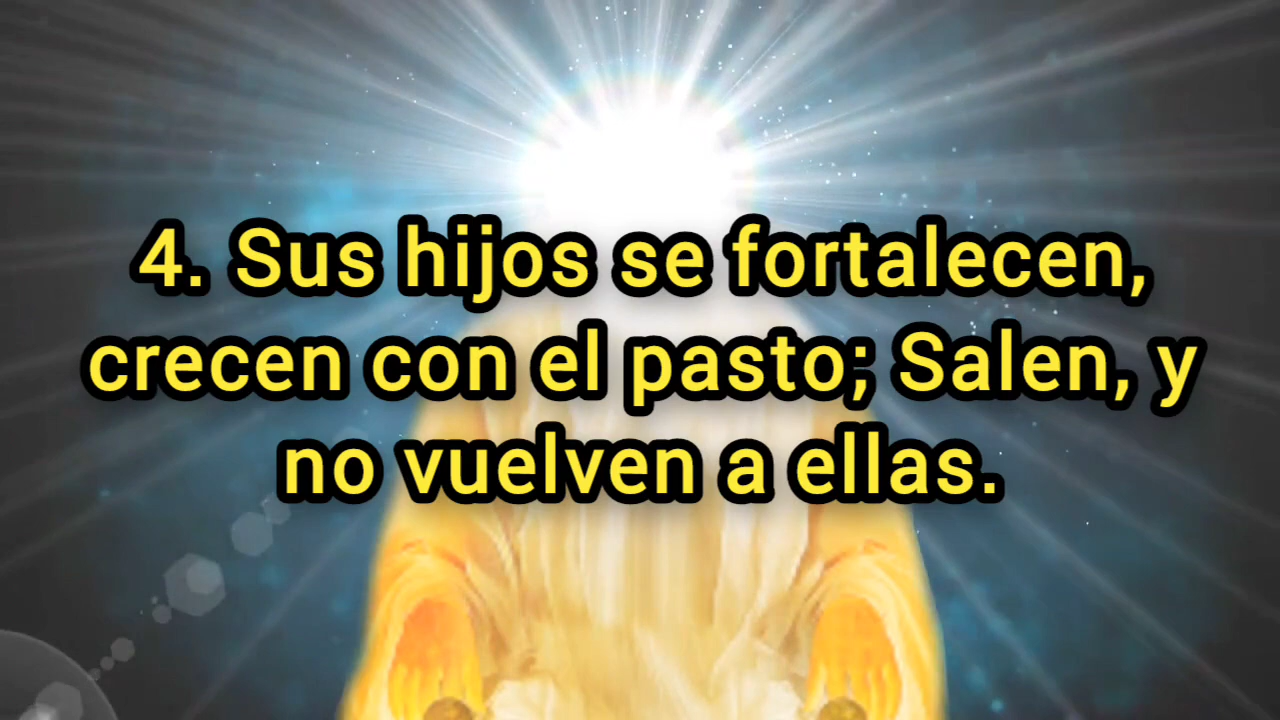 4. Sus hijos se fortalecen,
crecen con el pasto; Salen, y
no vuelven a ellas.